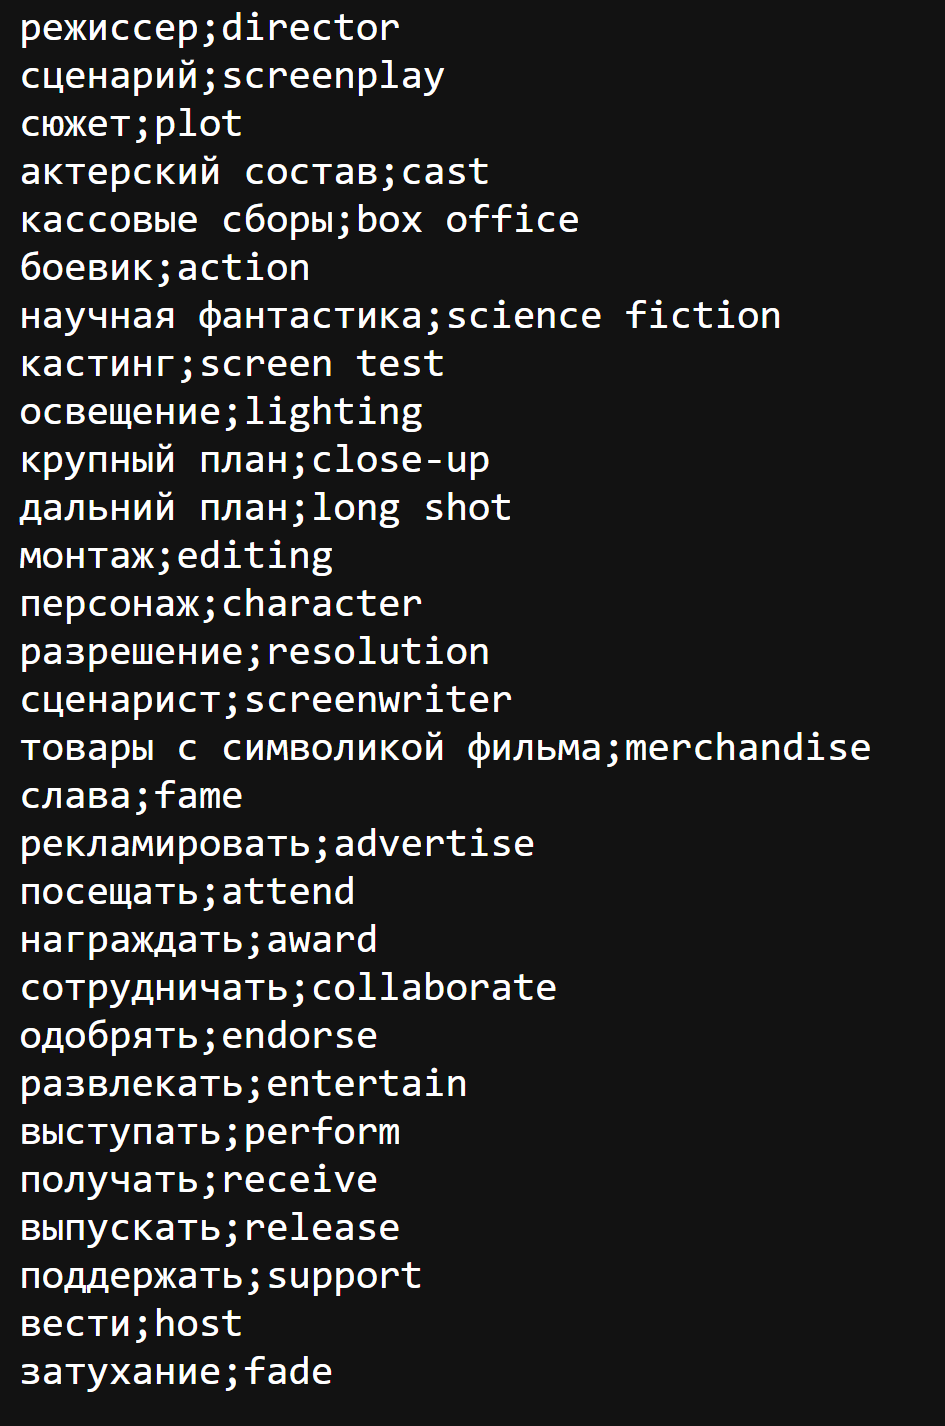 режиссер;director
сценарий;screenplay
сюжет;plot
актерский состав;cast
кассовые сборы;box office
боевик;action
научная фантастика;science fiction
кастинг;screen test
освещение;lighting
крупный план;close-up
дальний план;long shot
монтаж;editing
персонаж;character
разрешение;resolution
сценарист;screenwriter
товары с символикой фильма;merchandise
слава;fame
рекламировать;advertise
посещать;attend
награждать;award
сотрудничать;collaborate
одобрять;endorse
развлекать;entertain
выступать;perform
получать;receive
выпускать;release
поддержать;support
вести;host
затухание;fade